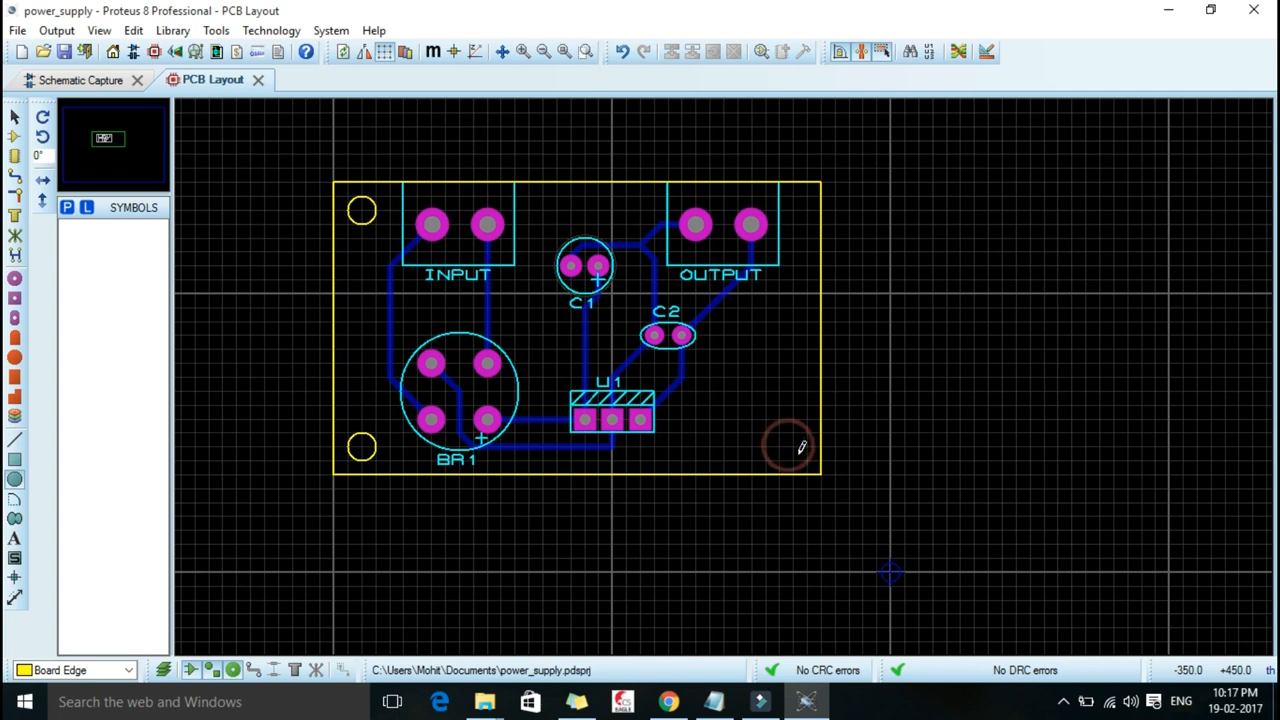 power_supply - Proteus 8 Professional - PCB Layout
File Output View Edit Library Tools Technology System Help
Schematic Capture
PCB Layout
0°
P L SYMBOLS
INPUT
OUTPUT
C1
C2
U1
BR1
A
S
Board Edge
C:\Users\Mohit\Documents\power_supply.pdsprj
No CRC errors
No DRC errors
-350.0
+450.0
th
Search the web and Windows
ENG
10:17 PM
19-02-2017